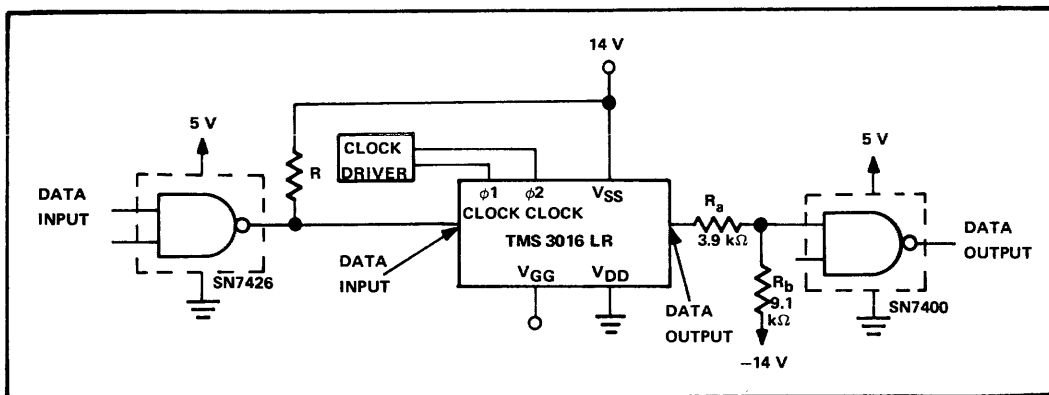 14 V
5 V
5 V
CLOCK
DRIVER
R
DATA
INPUT
φ1 φ2 VSS
CLOCK CLOCK
TMS 3016 LR
VGG VDD
Ra
3.9 kΩ
DATA
OUTPUT
SN7426
DATA
INPUT
DATA
OUTPUT
Rb
9.1
kΩ
SN7400
−14 V